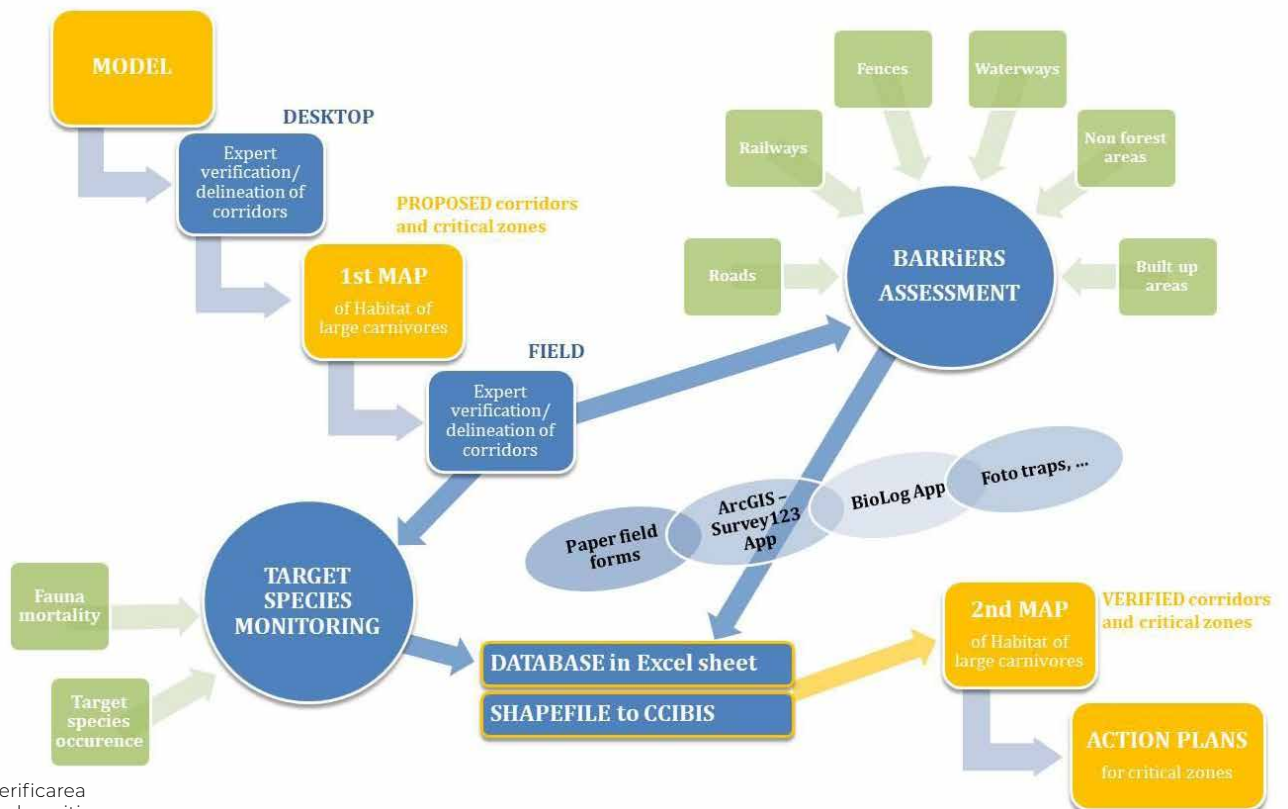 MODEL
DESKTOP
Expert
verification/
delineation of
corridors
PROPOSED corridors
and critical zones
1st MAP
of Habitat of
large carnivores
FIELD
Expert
verification/
delineation of
corridors
Fences
Waterways
Railways
Non forest
areas
Roads
Built up
areas
BARRiERS
ASSESSMENT
Paper field
forms
ArcGIS –
Survey123
App
BioLog App
Foto traps, ...
Fauna
mortality
Target
species
occurence
TARGET
SPECIES
MONITORING
DATABASE in Excel sheet
SHAPEFILE to CCIBIS
2nd MAP
of Habitat of
large carnivores
VERIFIED corridors
and critical zones
ACTION PLANS
for critical zones
erificarea